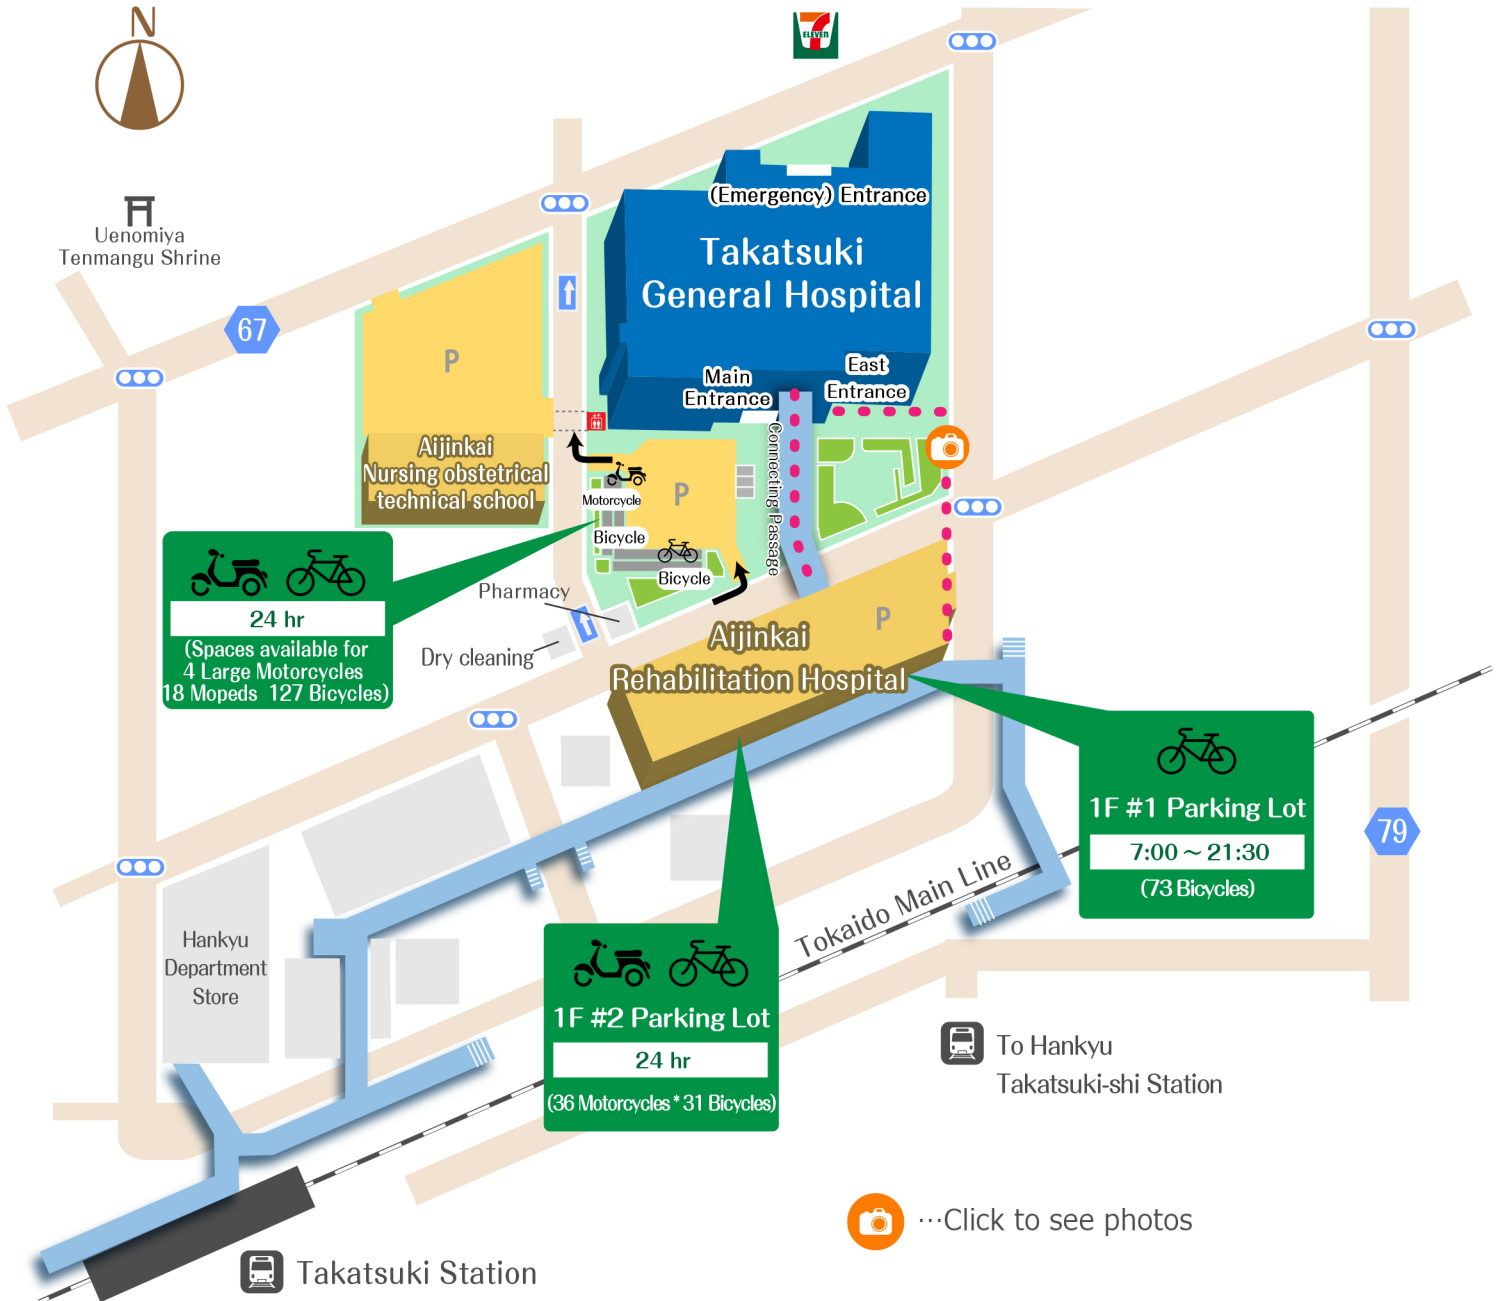 N
7
ELEVEN
Uenomiya
Tenmangu Shrine
67
(Emergency) Entrance
Takatsuki
General Hospital
P
Main
Entrance
East
Entrance
Aijinkai
Nursing obstetrical
technical school
Connecting Passage
P
Motorcycle
Bicycle
Bicycle
24 hr
(Spaces available for
4 Large Motorcycles
18 Mopeds 127 Bicycles)
Pharmacy
Dry cleaning
P
Aijinkai
Rehabilitation Hospital
1F #1 Parking Lot
7:00～21:30
(73 Bicycles)
79
Tokaido Main Line
Hankyu
Department
Store
1F #2 Parking Lot
24 hr
(36 Motorcycles * 31 Bicycles)
To Hankyu
Takatsuki-shi Station
…Click to see photos
Takatsuki Station